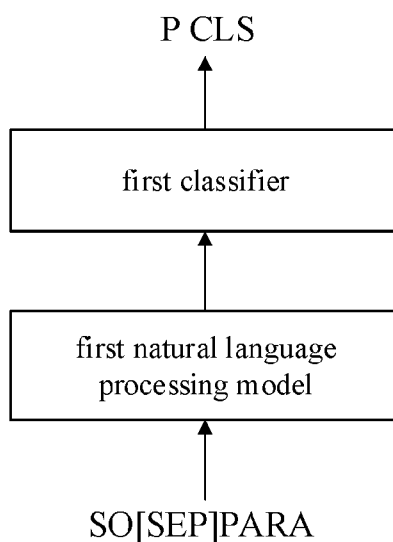 P CLS
first classifier
first natural language
processing model
SO[SEP]PARA